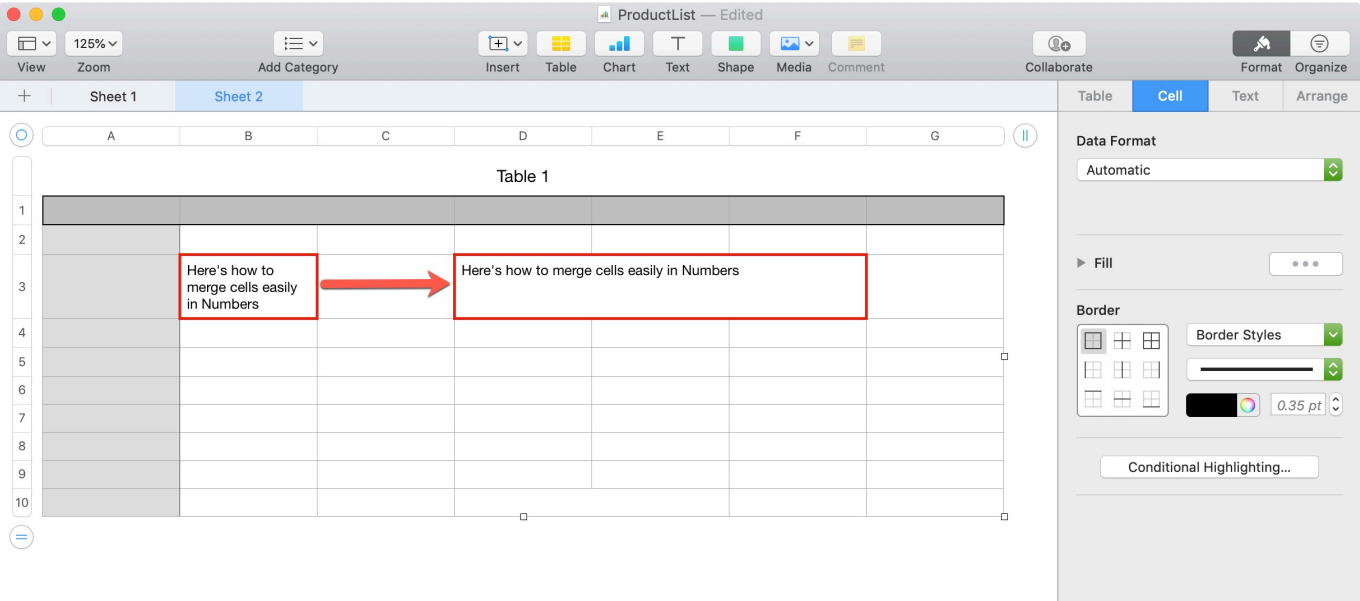 ProductList — Edited
125%
View Zoom Add Category Insert Table Chart Text Shape Media Comment Collaborate Format Organize
Sheet 1 Sheet 2
Table Cell Text Arrange
A B C D E F G
Table 1
1
2
3
4
5
6
7
8
9
10
Here's how to
merge cells easily
in Numbers
Here's how to merge cells easily in Numbers
Data Format
Automatic
Fill
Border
Border Styles
0.35 pt
Conditional Highlighting...